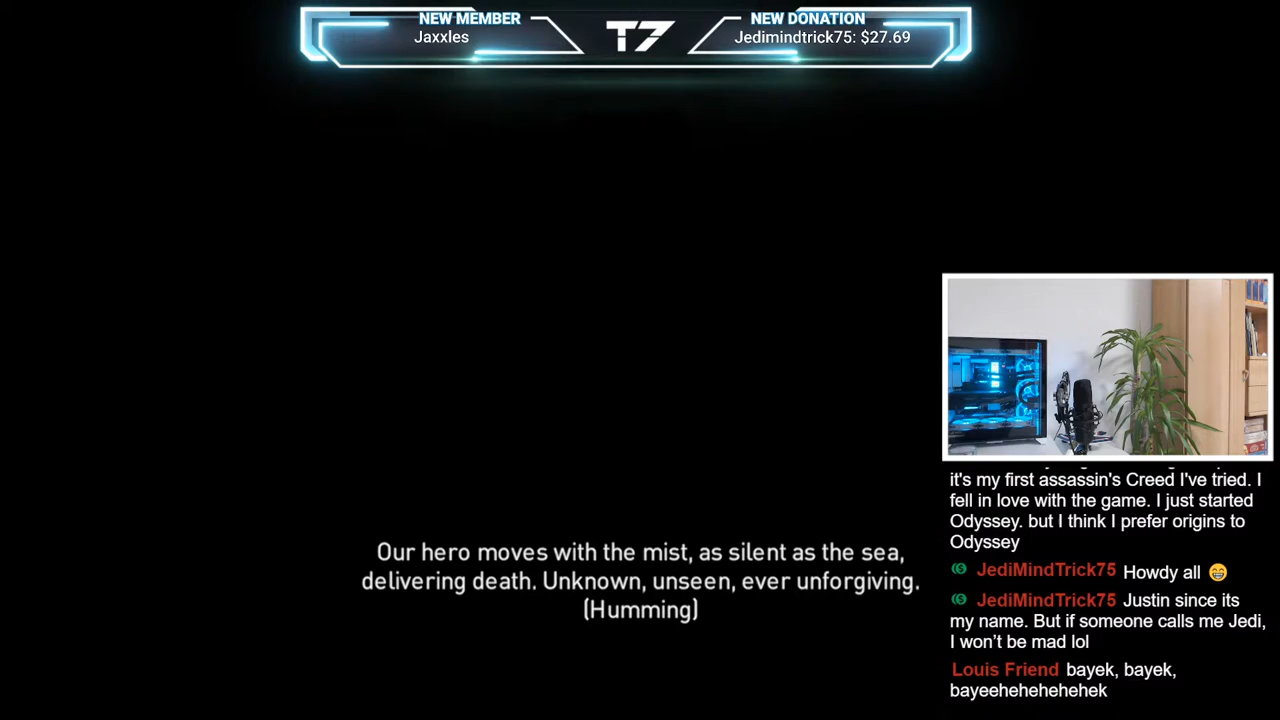 NEW MEMBER
Jaxxles
T7
NEW DONATION
Jedimindtrick75: $27.69
Our hero moves with the mist, as silent as the sea,
delivering death. Unknown, unseen, ever unforgiving.
(Humming)
it's my first assassin's Creed I've tried. I
fell in love with the game. I just started
Odyssey. but I think I prefer origins to
Odyssey
JediMindTrick75 Howdy all 😁
JediMindTrick75 Justin since its
my name. But if someone calls me Jedi,
I won't be mad lol
Louis Friend bayek, bayek,
bayeehehehehehek